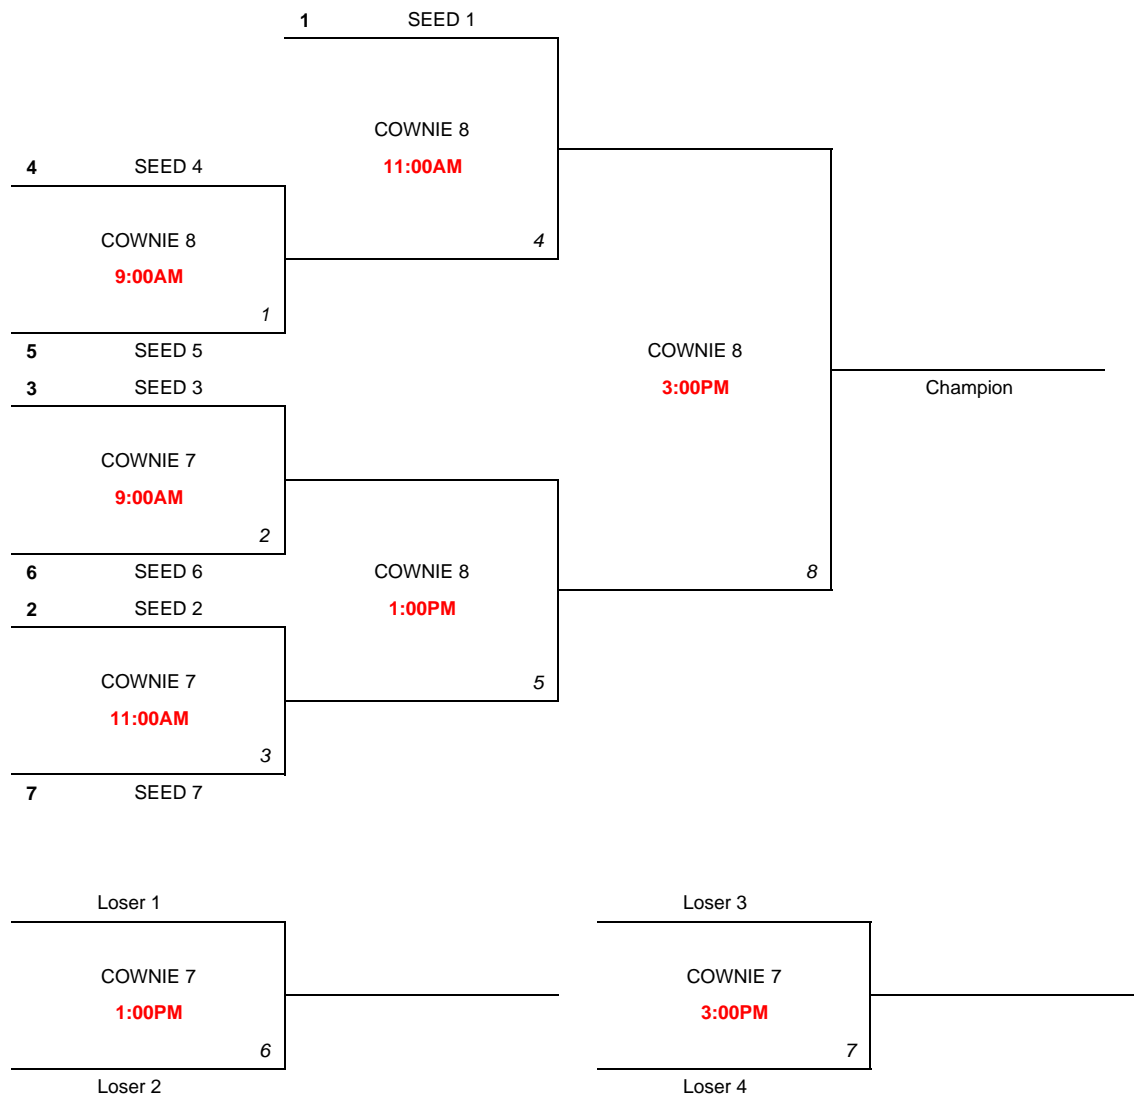 1 SEED 1
COWNIE 8
11:00AM
4
4 SEED 4
COWNIE 8
9:00AM
1
5 SEED 5
3 SEED 3
COWNIE 7
9:00AM
2
6 SEED 6
2 SEED 2
COWNIE 7
11:00AM
3
7 SEED 7
COWNIE 8
1:00PM
5
COWNIE 8
3:00PM
8
Champion
Loser 1
COWNIE 7
1:00PM
6
Loser 2
Loser 3
COWNIE 7
3:00PM
7
Loser 4